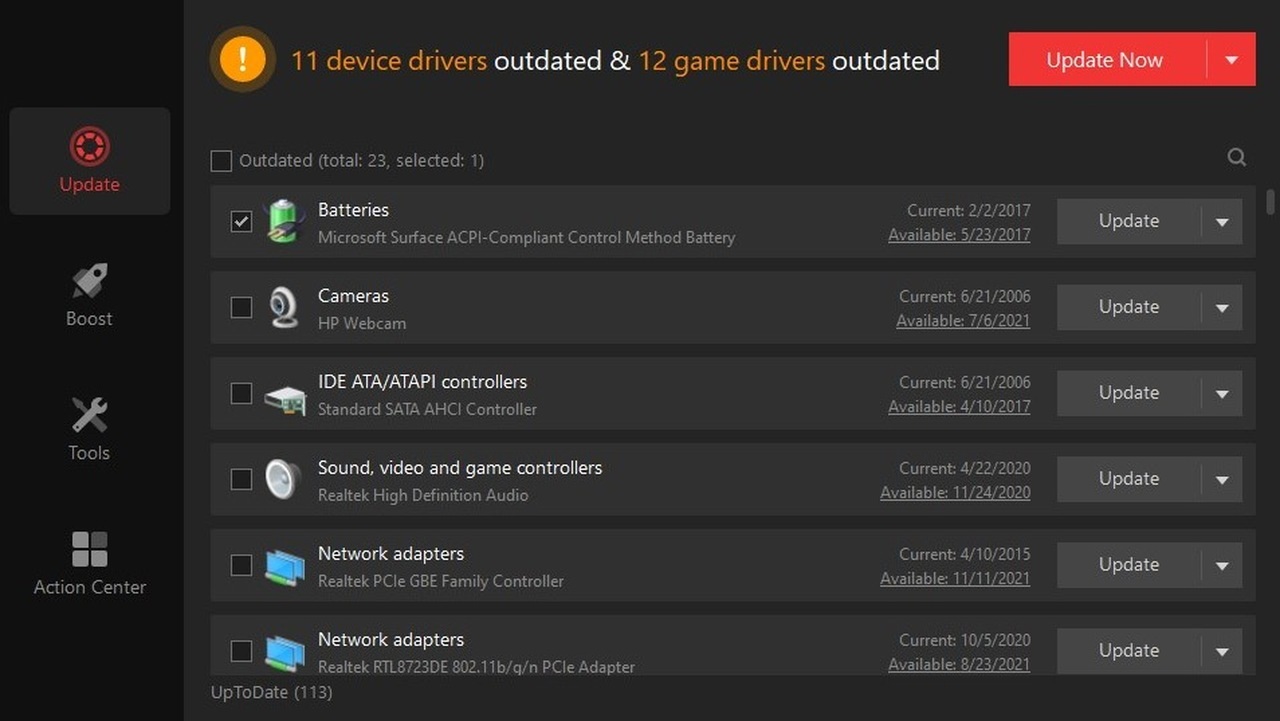 11 device drivers outdated & 12 game drivers outdated
Update Now
Outdated (total: 23, selected: 1)
Update
Boost
Tools
Action Center
Batteries
Microsoft Surface ACPI-Compliant Control Method Battery
Current: 2/2/2017
Available: 5/23/2017
Update
Cameras
HP Webcam
Current: 6/21/2006
Available: 7/6/2021
Update
IDE ATA/ATAPI controllers
Standard SATA AHCI Controller
Current: 6/21/2006
Available: 4/10/2017
Update
Sound, video and game controllers
Realtek High Definition Audio
Current: 4/22/2020
Available: 11/24/2020
Update
Network adapters
Realtek PCIe GBE Family Controller
Current: 4/10/2015
Available: 11/11/2021
Update
Network adapters
Realtek RTL8723DE 802.11b/g/n PCIe Adapter
Current: 10/5/2020
Available: 8/23/2021
Update
UpToDate (113)